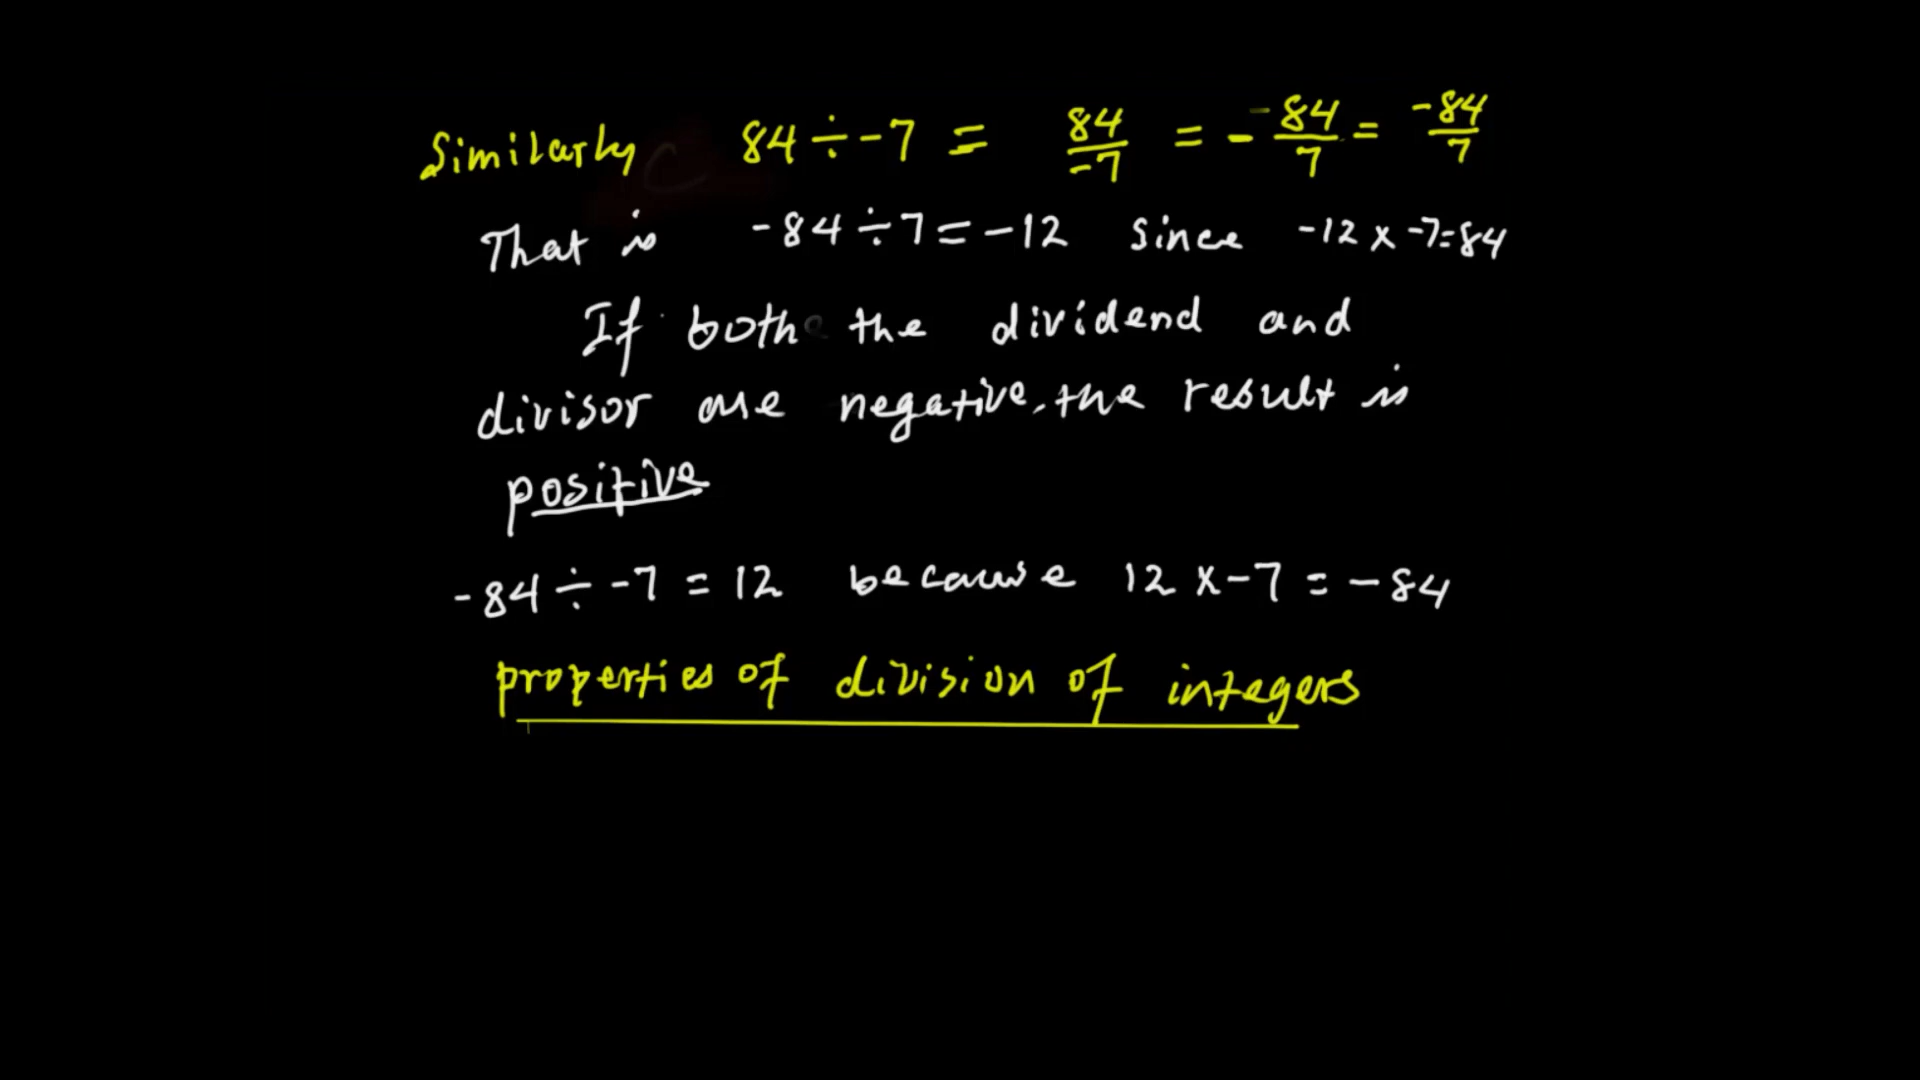 Similarly 84 ÷ -7 = 84/-7 = - 84/7 = -84/7
That is -84 ÷ 7 = -12 since -12 x -7 = 84
If both the dividend and
divisor are negative, the result is
positive
-84 ÷ -7 = 12 because 12 x -7 = -84
properties of division of integers